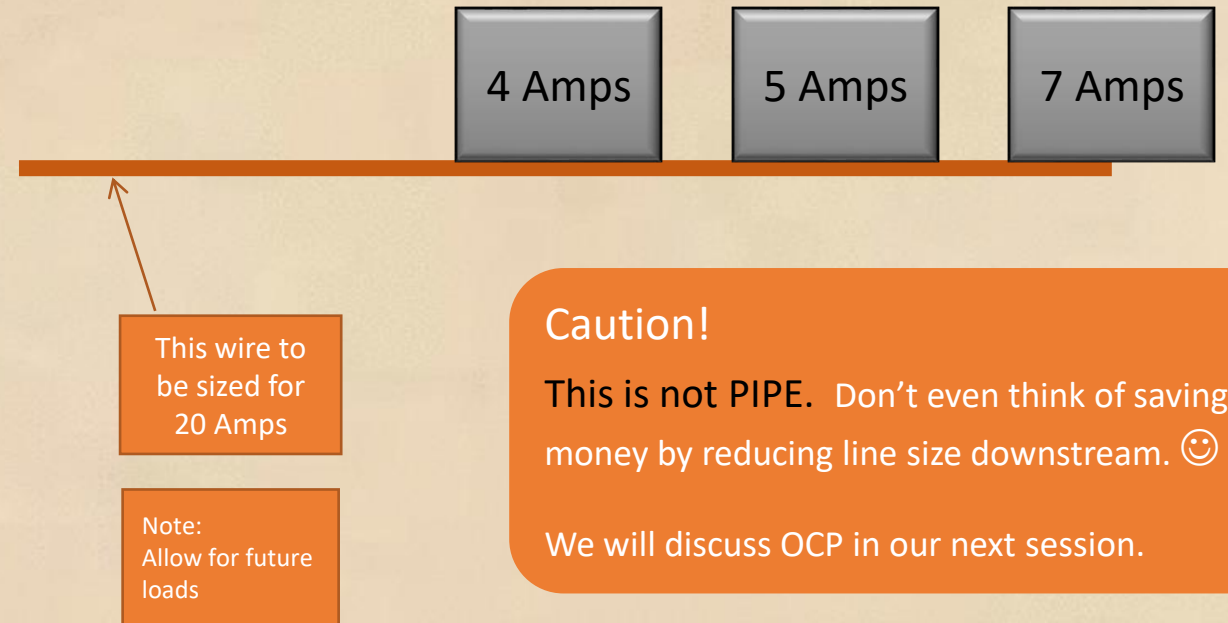 4 Amps
5 Amps
7 Amps
This wire to
be sized for
20 Amps
Note:
Allow for future
loads
Caution!
This is not PIPE. Don’t even think of saving
money by reducing line size downstream. ☺
We will discuss OCP in our next session.